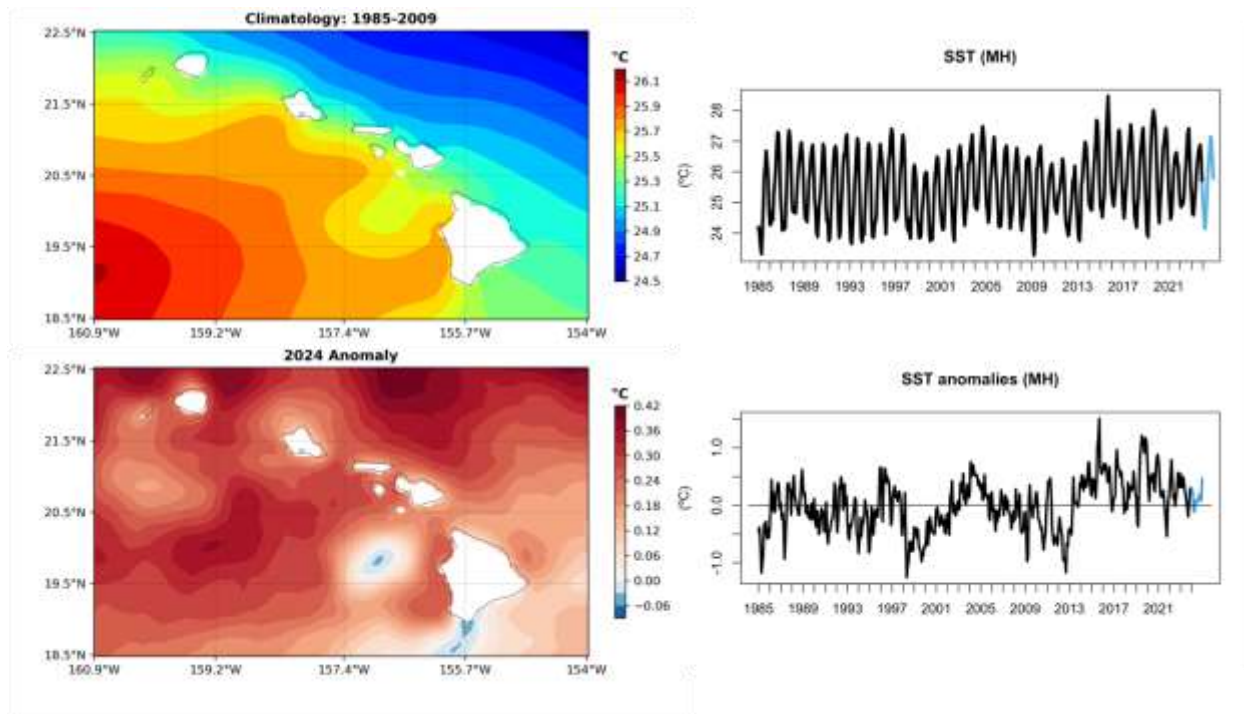 Climatology: 1985-2009
22.5°N
21.5°N
20.5°N
19.5°N
18.5°N
160.9°W 159.2°W 157.4°W 155.7°W 154°W
°C
26.1
25.9
25.7
25.5
25.3
25.1
24.9
24.7
24.5
SST (MH)
(°C)
28
27
26
25
24
1985 1989 1993 1997 2001 2005 2009 2013 2017 2021
2024 Anomaly
22.5°N
21.5°N
20.5°N
19.5°N
18.5°N
160.9°W 159.2°W 157.4°W 155.7°W 154°W
°C
0.42
0.36
0.30
0.24
0.18
0.12
0.06
0.00
−0.06
SST anomalies (MH)
(°C)
1.0
0.0
-1.0
1985 1989 1993 1997 2001 2005 2009 2013 2017 2021